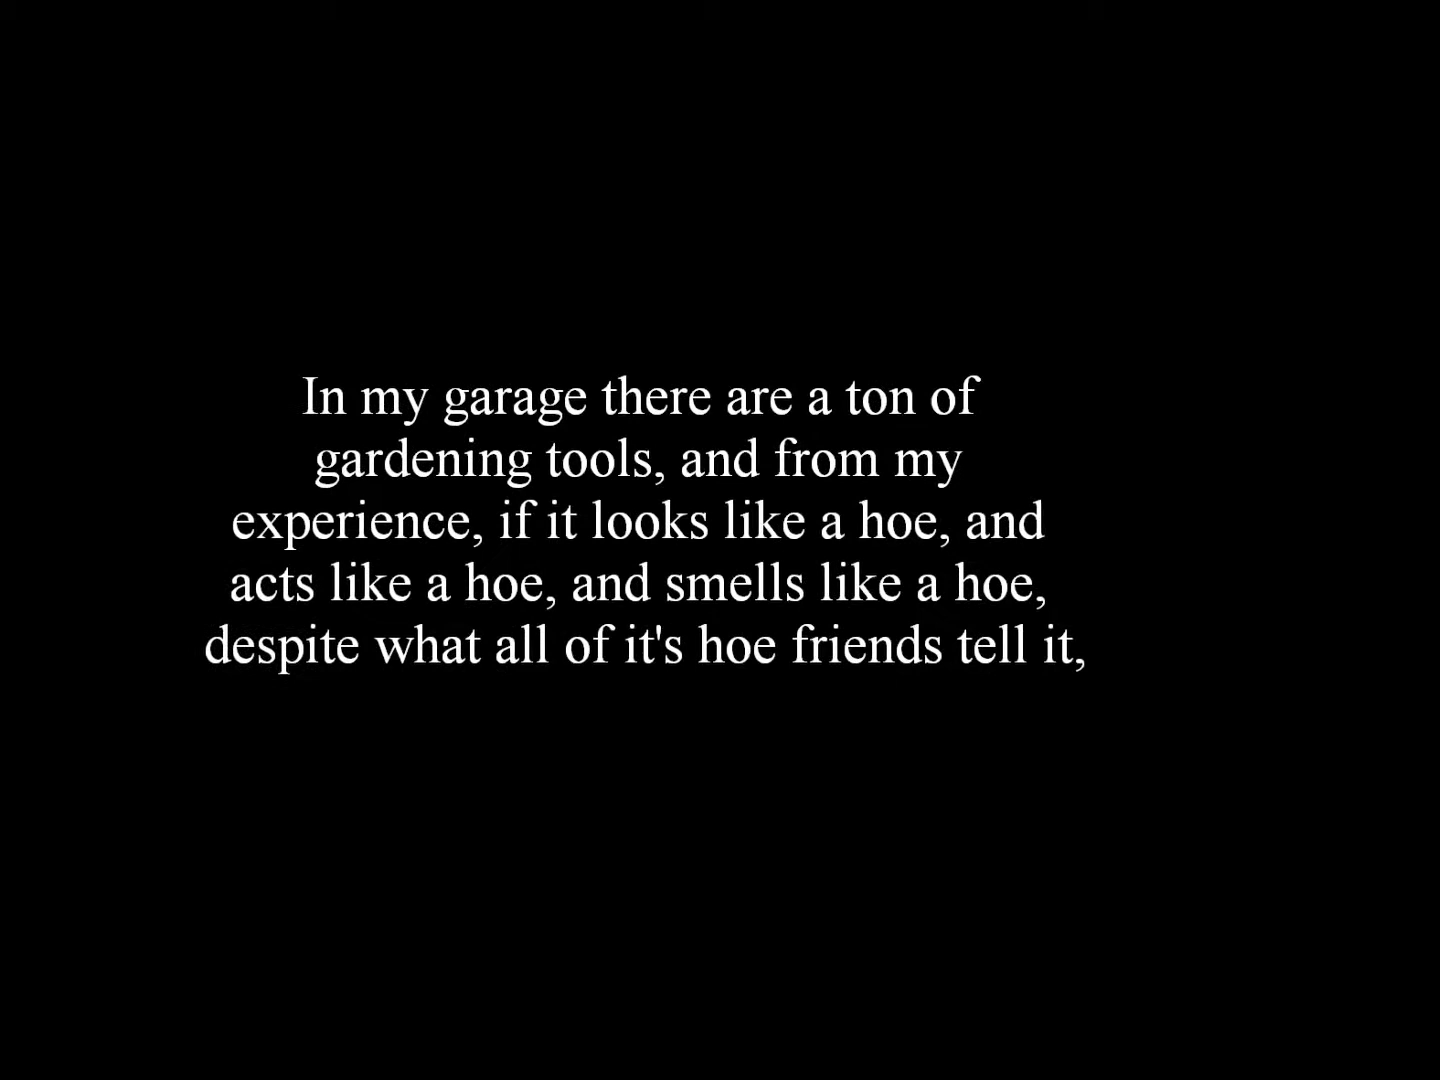 In my garage there are a ton of
gardening tools, and from my
experience, if it looks like a hoe, and
acts like a hoe, and smells like a hoe,
despite what all of it's hoe friends tell it,